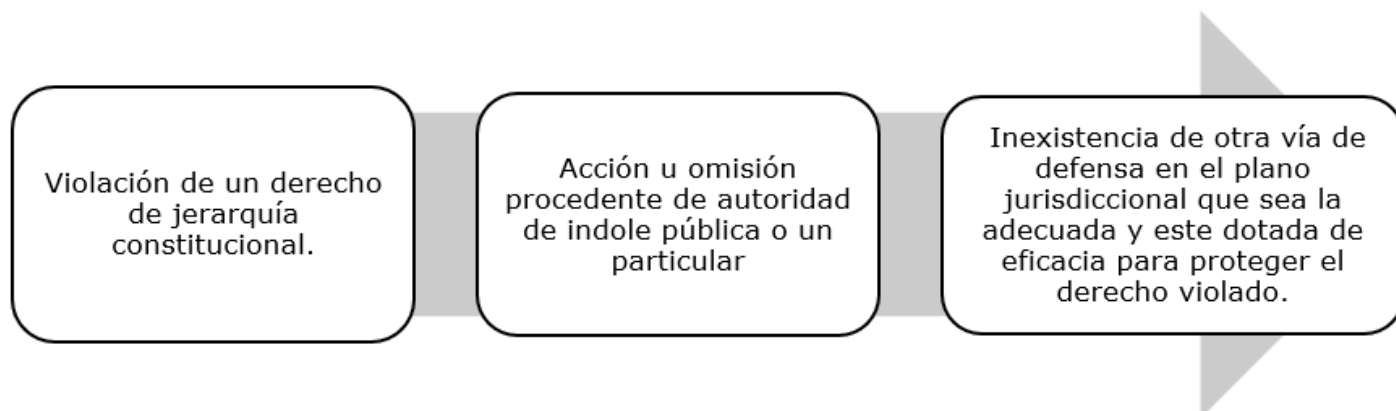 Violación de un derecho
de jerarquía
constitucional.
Acción u omisión
procedente de autoridad
de indole pública o un
particular
Inexistencia de otra vía de
defensa en el plano
jurisdiccional que sea la
adecuada y este dotada de
eficacia para proteger el
derecho violado.